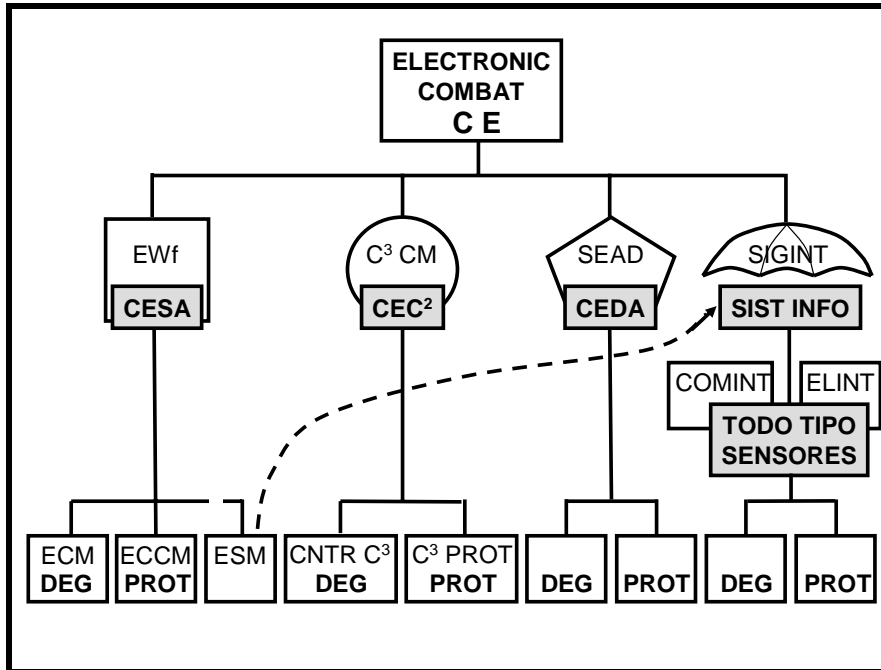 ELECTRONIC
COMBAT
C E
EWf
CESA
C³ CM
CEC²
SEAD
CEDA
SIGINT
SIST INFO
COMINT
ELINT
TODO TIPO
SENSORES
ECM
DEG
ECCM
PROT
ESM
CNTR C³
DEG
C³ PROT
PROT
DEG
PROT
DEG
PROT